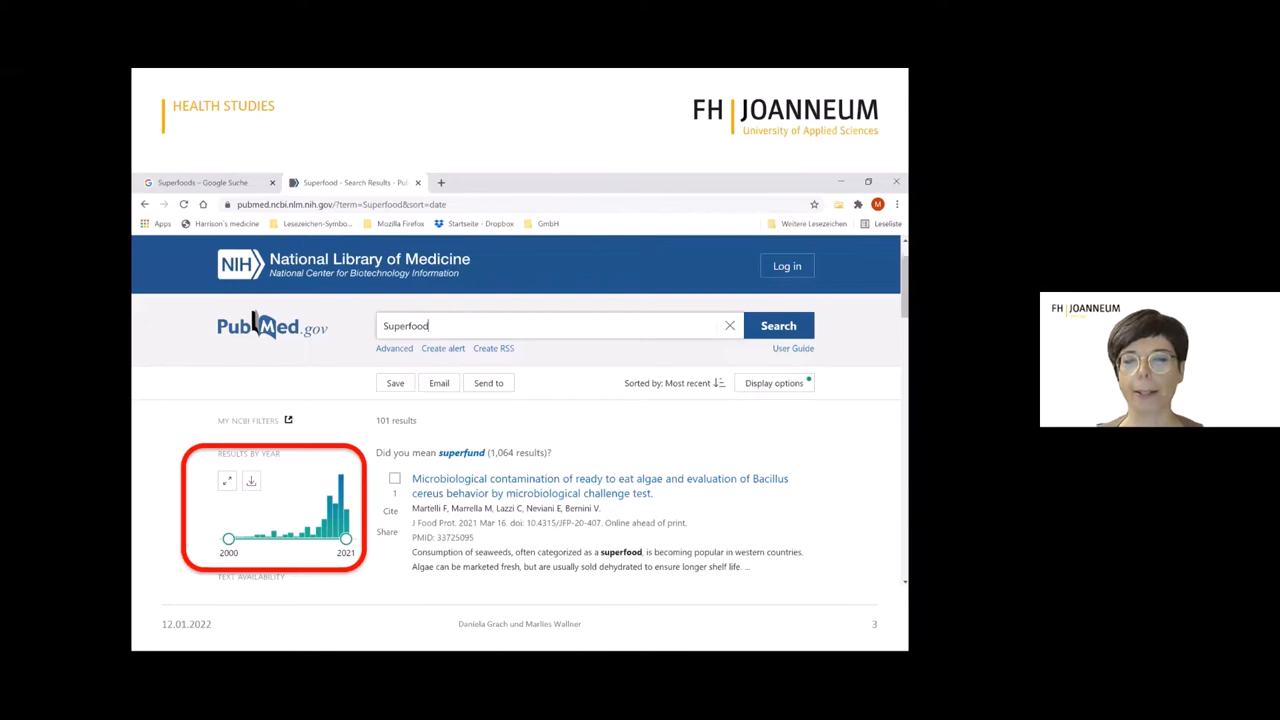 HEALTH STUDIES
FH JOANNEUM
University of Applied Sciences
Superfoods – Google Suche
Superfood - Search Results - Pu
pubmed.ncbi.nlm.nih.gov/?term=Superfood&sort=date
M
Apps Harrison's medicine Lesezeichen-Symbo... Mozilla Firefox Startseite - Dropbox GmbH Weitere Lesezeichen Leseliste
NIH National Library of Medicine
National Center for Biotechnology Information
Log in
PubMed.gov
Superfood
Search
Advanced Create alert Create RSS User Guide
Save Email Send to Sorted by: Most recent Display options
MY NCBI FILTERS 101 results
RESULTS BY YEAR
2000 2021
TEXT AVAILABILITY
Did you mean superfund (1,064 results)?
1
Cite
Share
Microbiological contamination of ready to eat algae and evaluation of Bacillus
cereus behavior by microbiological challenge test.
Martelli F, Marrella M, Lazzi C, Neviani E, Bernini V.
J Food Prot. 2021 Mar 16. doi: 10.4315/JFP-20-407. Online ahead of print.
PMID: 33725095
Consumption of seaweeds, often categorized as a superfood, is becoming popular in western countries.
Algae can be marketed fresh, but are usually sold dehydrated to ensure longer shelf life. ...
12.01.2022 Daniela Grach und Marlies Wallner 3
FH JOANNEUM